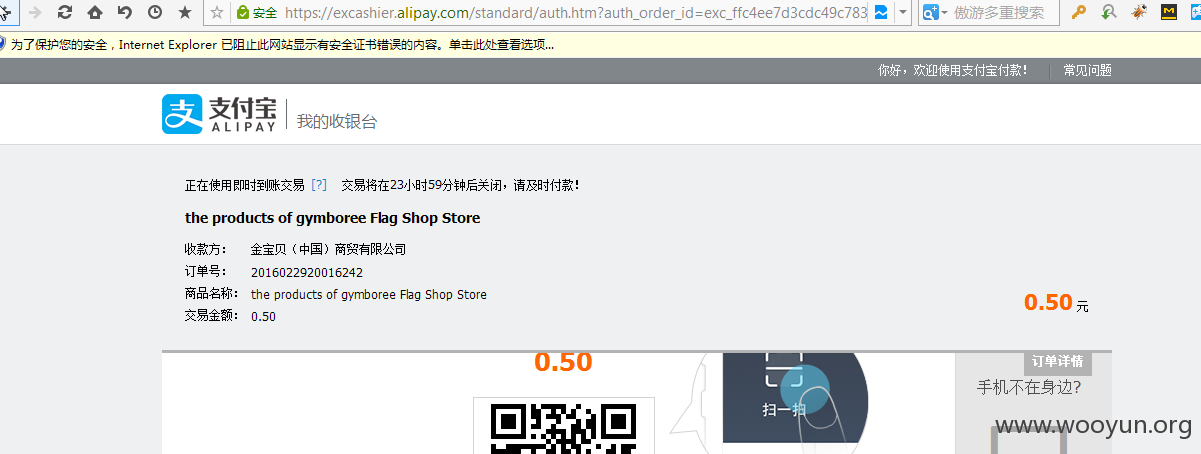 安全 https://excashier.alipay.com/standard/auth.htm?auth_order_id=exc_ffc4ee7d3cdc49c783 傲游多重搜索
为了保护您的安全，Internet Explorer 已阻止此网站显示有安全证书错误的内容。单击此处查看选项...
你好，欢迎使用支付宝付款！ 常见问题
支付宝 ALIPAY 我的收银台
正在使用即时到账交易 [?] 交易将在23小时59分钟后关闭，请及时付款！
the products of gymboree Flag Shop Store
收款方： 金宝贝（中国）商贸有限公司
订单号： 2016022920016242
商品名称： the products of gymboree Flag Shop Store
交易金额： 0.50
0.50 元
0.50
订单详情
扫一扫
手机不在身边?
www.wooyun.org